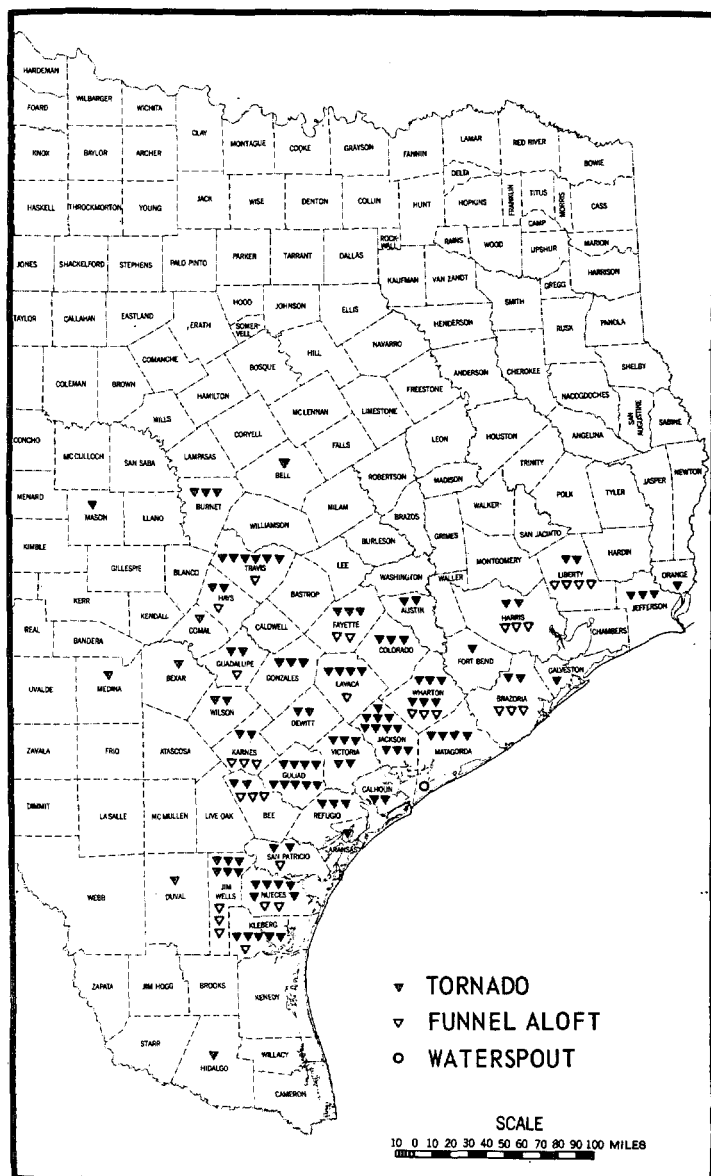 HARDEMAN
FOARD WILBARGER WICHITA
CLAY MONTAGUE COOKE GRAYSON FANNIN LAMAR RED RIVER BOWIE
KNOX BAYLOR ARCHER DELTA
HASKELL THROCKMORTON YOUNG JACK WISE DENTON COLLIN HUNT HOPKINS FRANKLIN TITUS MORRIS CASS
CAMP
JONES SHACKELFORD STEPHENS PALO PINTO PARKER TARRANT DALLAS ROCKWALL RAINS WOOD UPSHUR MARION
KAUFMAN VAN ZANDT GREGG HARRISON
TAYLOR CALLAHAN EASTLAND ERATH HOOD JOHNSON ELLIS SMITH
SOMERVELL HENDERSON RUSK PANOLA
COMANCHE BOSQUE HILL NAVARRO
COLEMAN BROWN HAMILTON FREESTONE ANDERSON CHEROKEE SHELBY
MILLS MCLENNAN LIMESTONE NACOGDOCHES SAN AUGUSTINE SABINE
CONCHO MCCULLOCH SAN SABA LAMPASAS CORYELL FALLS LEON HOUSTON ANGELINA
BELL ROBERTSON TRINITY
MENARD MASON LLANO BURNET MILAM MADISON WALKER POLK TYLER JASPER NEWTON
WILLIAMSON BRAZOS GRIMES SAN JACINTO
KIMBLE GILLESPIE BLANCO TRAVIS LEE BURLESON WASHINGTON MONTGOMERY LIBERTY HARDIN ORANGE
KERR KENDALL HAYS BASTROP WALLER JEFFERSON
REAL BANDERA COMAL CALDWELL FAYETTE AUSTIN HARRIS CHAMBERS
GUADALUPE COLORADO FORT BEND
UVALDE MEDINA BEXAR GONZALES LAVACA GALVESTON
WILSON DEWITT WHARTON BRAZORIA
ZAVALA FRIO ATASCOSA KARNES VICTORIA JACKSON MATAGORDA
GOLIAD
DIMMIT LASALLE MC MULLEN LIVE OAK BEE REFUGIO CALHOUN
ARANSAS
SAN PATRICIO
WEBB DUVAL JIM WELLS NUECES
KLEBERG
ZAPATA JIM HOGG BROOKS KENEDY
STARR HIDALGO WILLACY
CAMERON
TORNADO
FUNNEL ALOFT
WATERSPOUT
SCALE
10 0 10 20 30 40 50 60 70 80 90 100 MILES